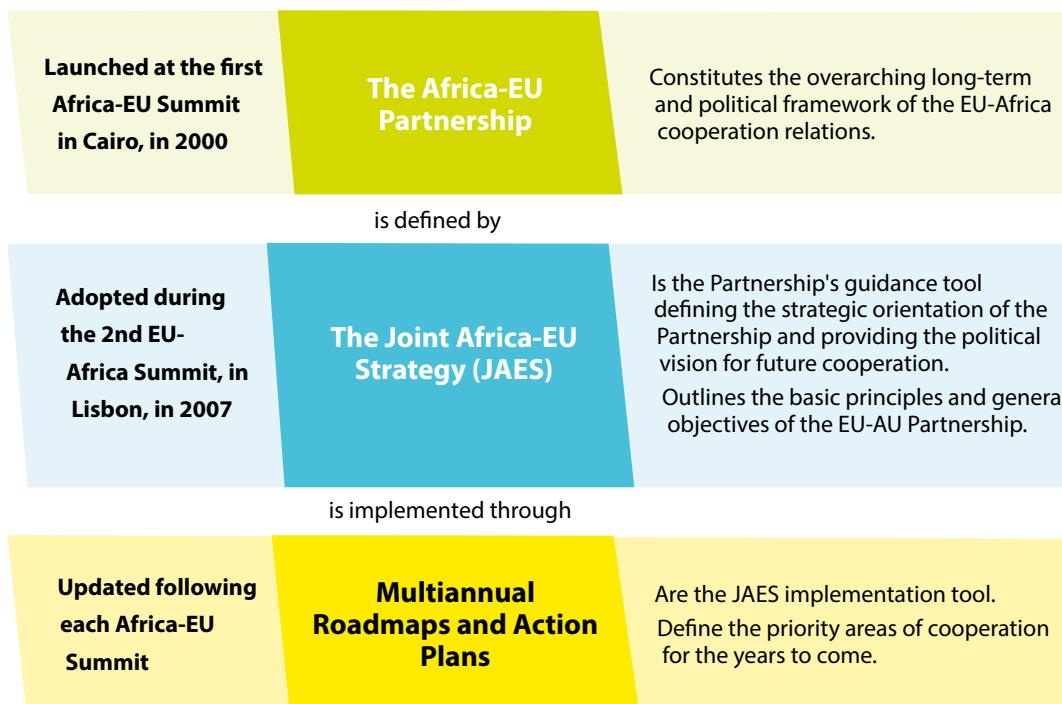 Launched at the first
Africa-EU Summit
in Cairo, in 2000
The Africa-EU
Partnership
Constitutes the overarching long-term
and political framework of the EU-Africa
cooperation relations.
is defined by
Adopted during
the 2nd EU-
Africa Summit, in
Lisbon, in 2007
The Joint Africa-EU
Strategy (JAES)
Is the Partnership's guidance tool
defining the strategic orientation of the
Partnership and providing the political
vision for future cooperation.
Outlines the basic principles and genera
objectives of the EU-AU Partnership.
is implemented through
Updated following
each Africa-EU
Summit
Multiannual
Roadmaps and Action
Plans
Are the JAES implementation tool.
Define the priority areas of cooperation
for the years to come.